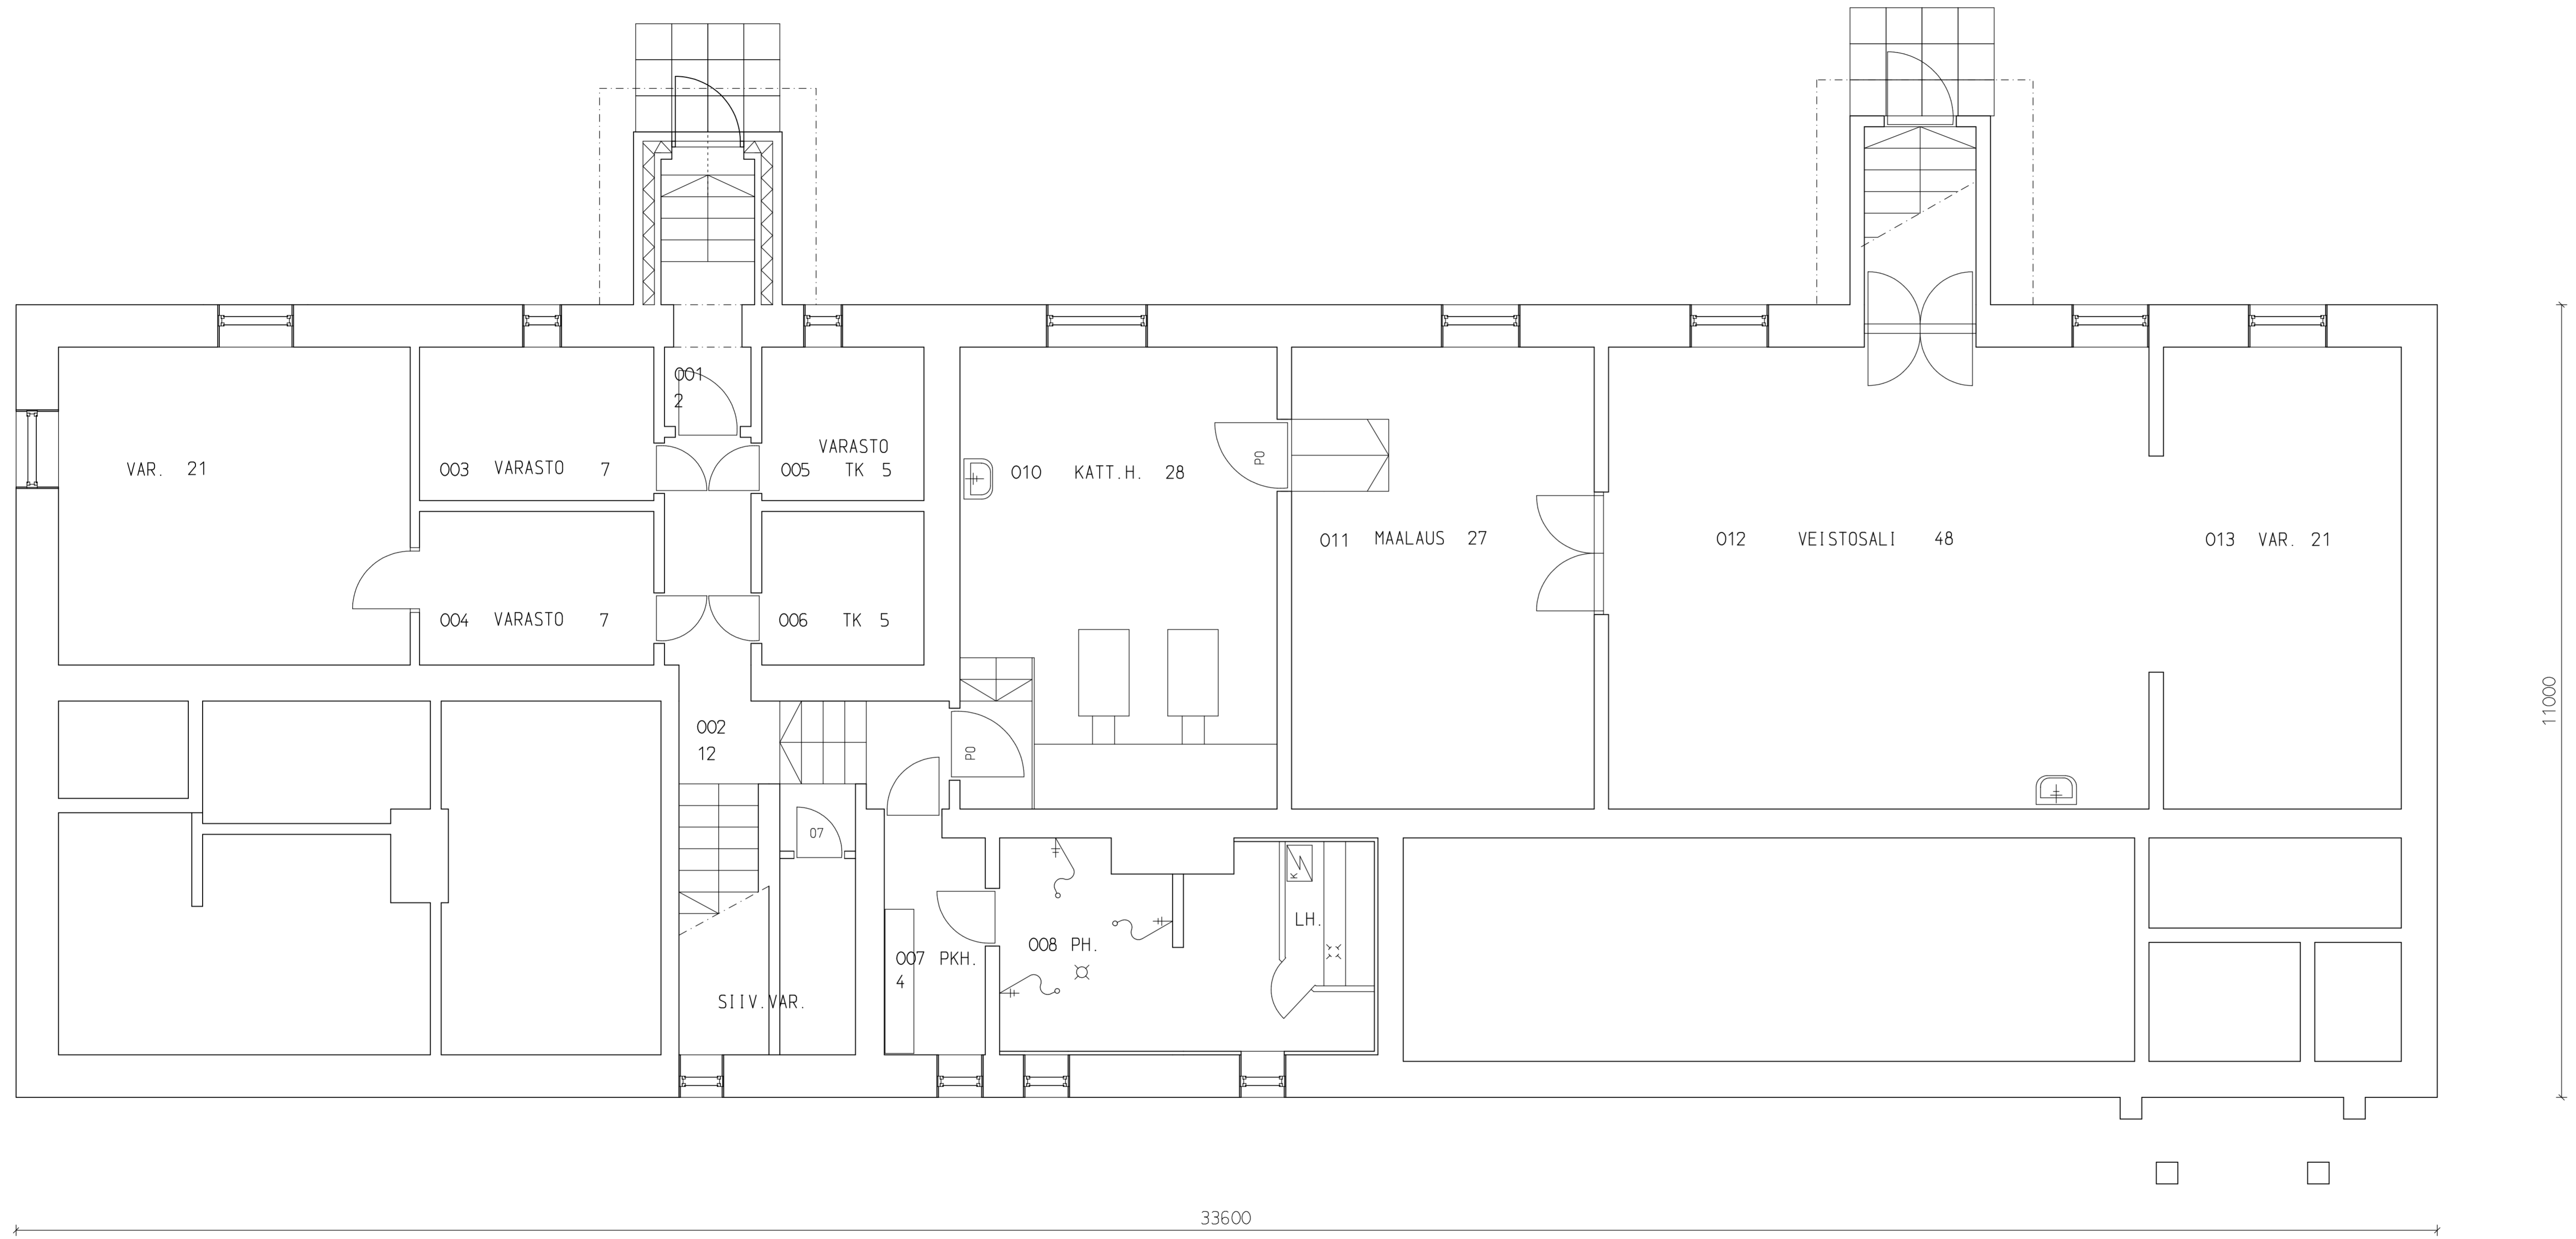 001
2
VAR. 21
003 VARASTO 7
VARASTO
005 TK 5
010 KATT.H. 28
PO
011 MAALAUS 27
012 VEISTOSALI 48
013 VAR. 21
004 VARASTO 7
006 TK 5
002
12
PO
11000
07
K
LH.
007 PKH.
4
008 PH.
SIIV.VAR.
33600